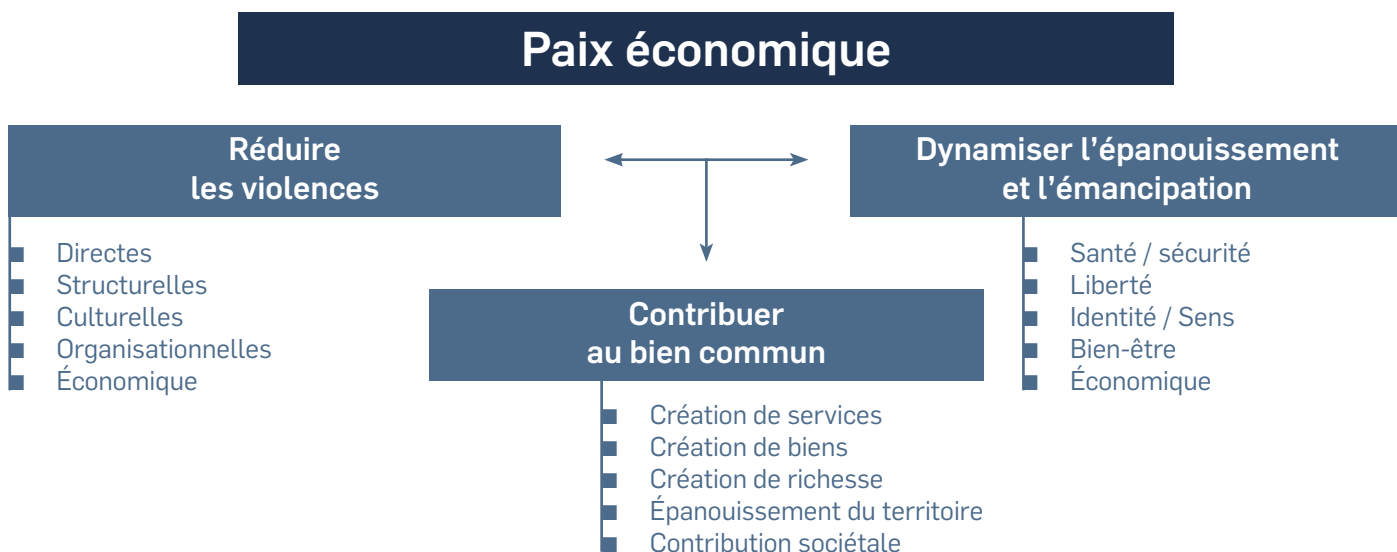 Paix économique
Réduire
les violences
Directes
Structurelles
Culturelles
Organisationnelles
Économique
Dynamiser l’épanouissement
et l’émancipation
Santé / sécurité
Liberté
Identité / Sens
Bien-être
Économique
Contribuer
au bien commun
Création de services
Création de biens
Création de richesse
Épanouissement du territoire
Contribution sociétale